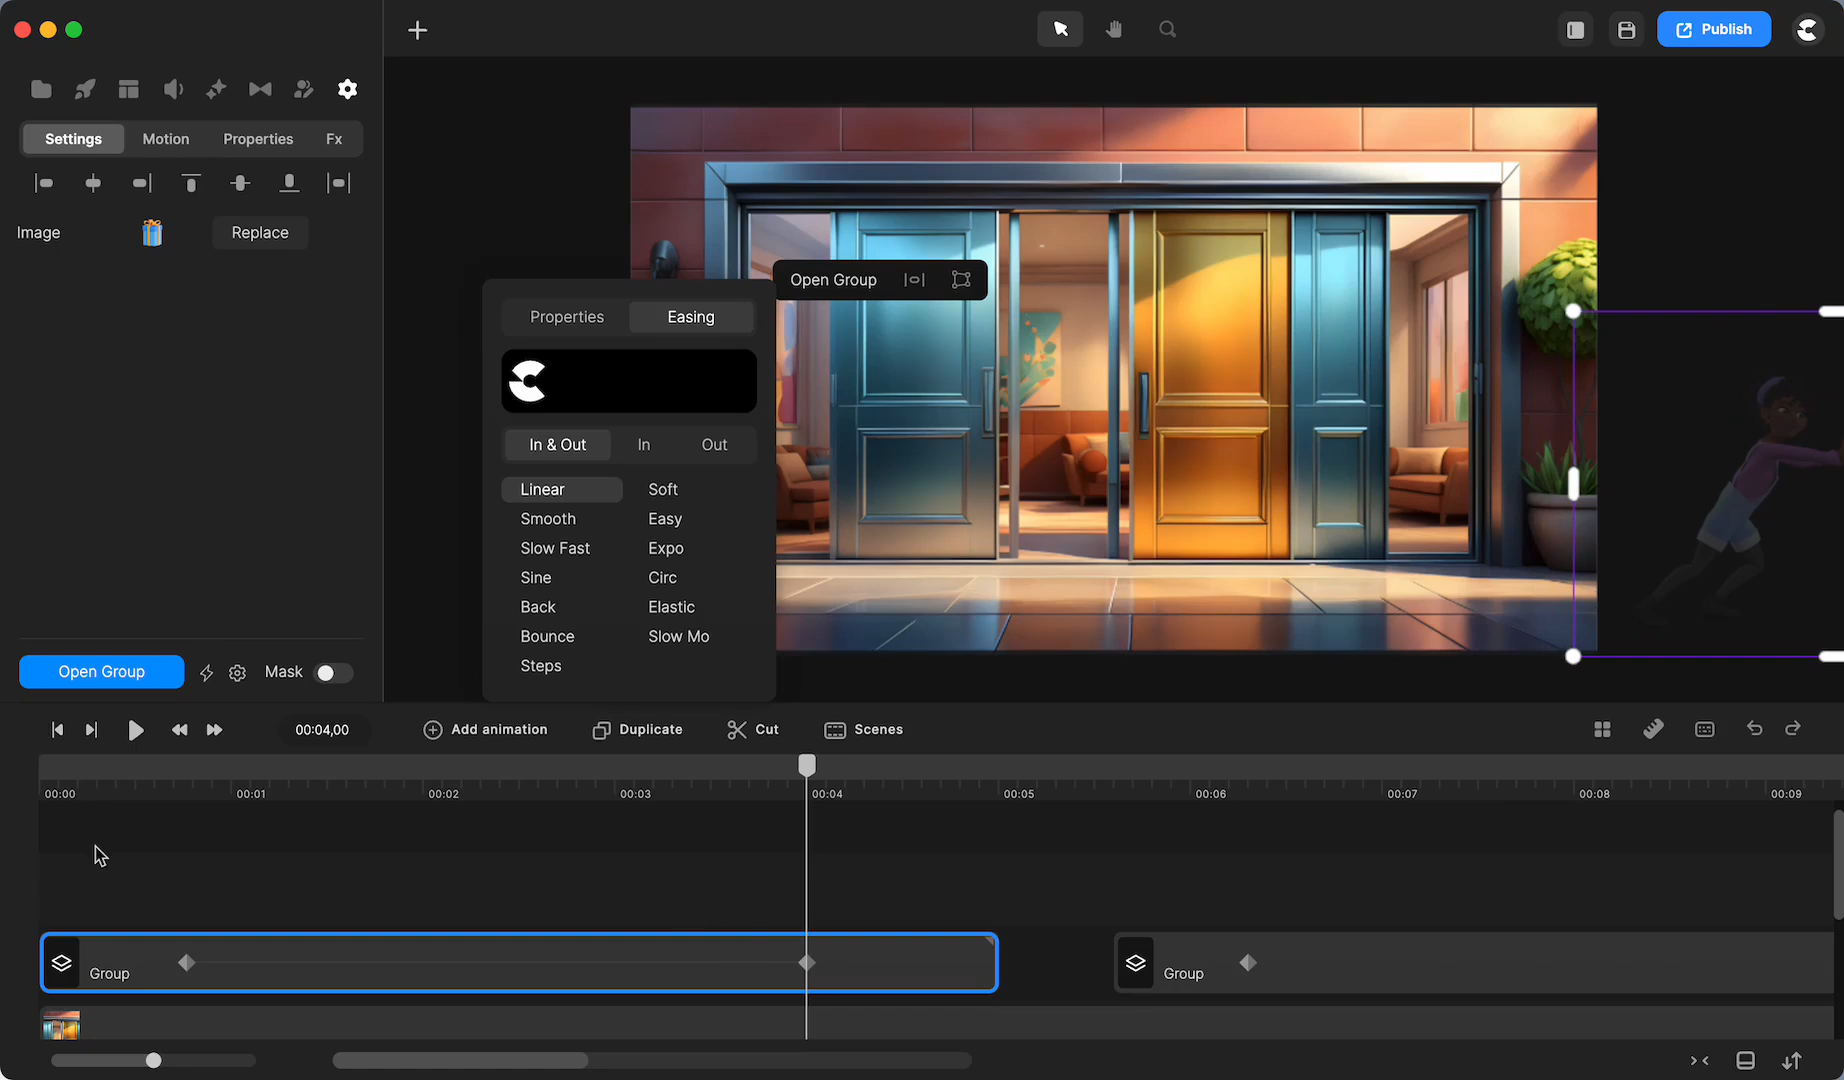 Publish
Settings
Motion
Properties
Fx
Image
Replace
Open Group
Mask
Open Group
Properties
Easing
In & Out
In
Out
Linear
Soft
Smooth
Easy
Slow Fast
Expo
Sine
Circ
Back
Elastic
Bounce
Slow Mo
Steps
00:04,00
Add animation
Duplicate
Cut
Scenes
00:00
00:01
00:02
00:03
00:04
00:05
00:06
00:07
00:08
00:09
Group
Group